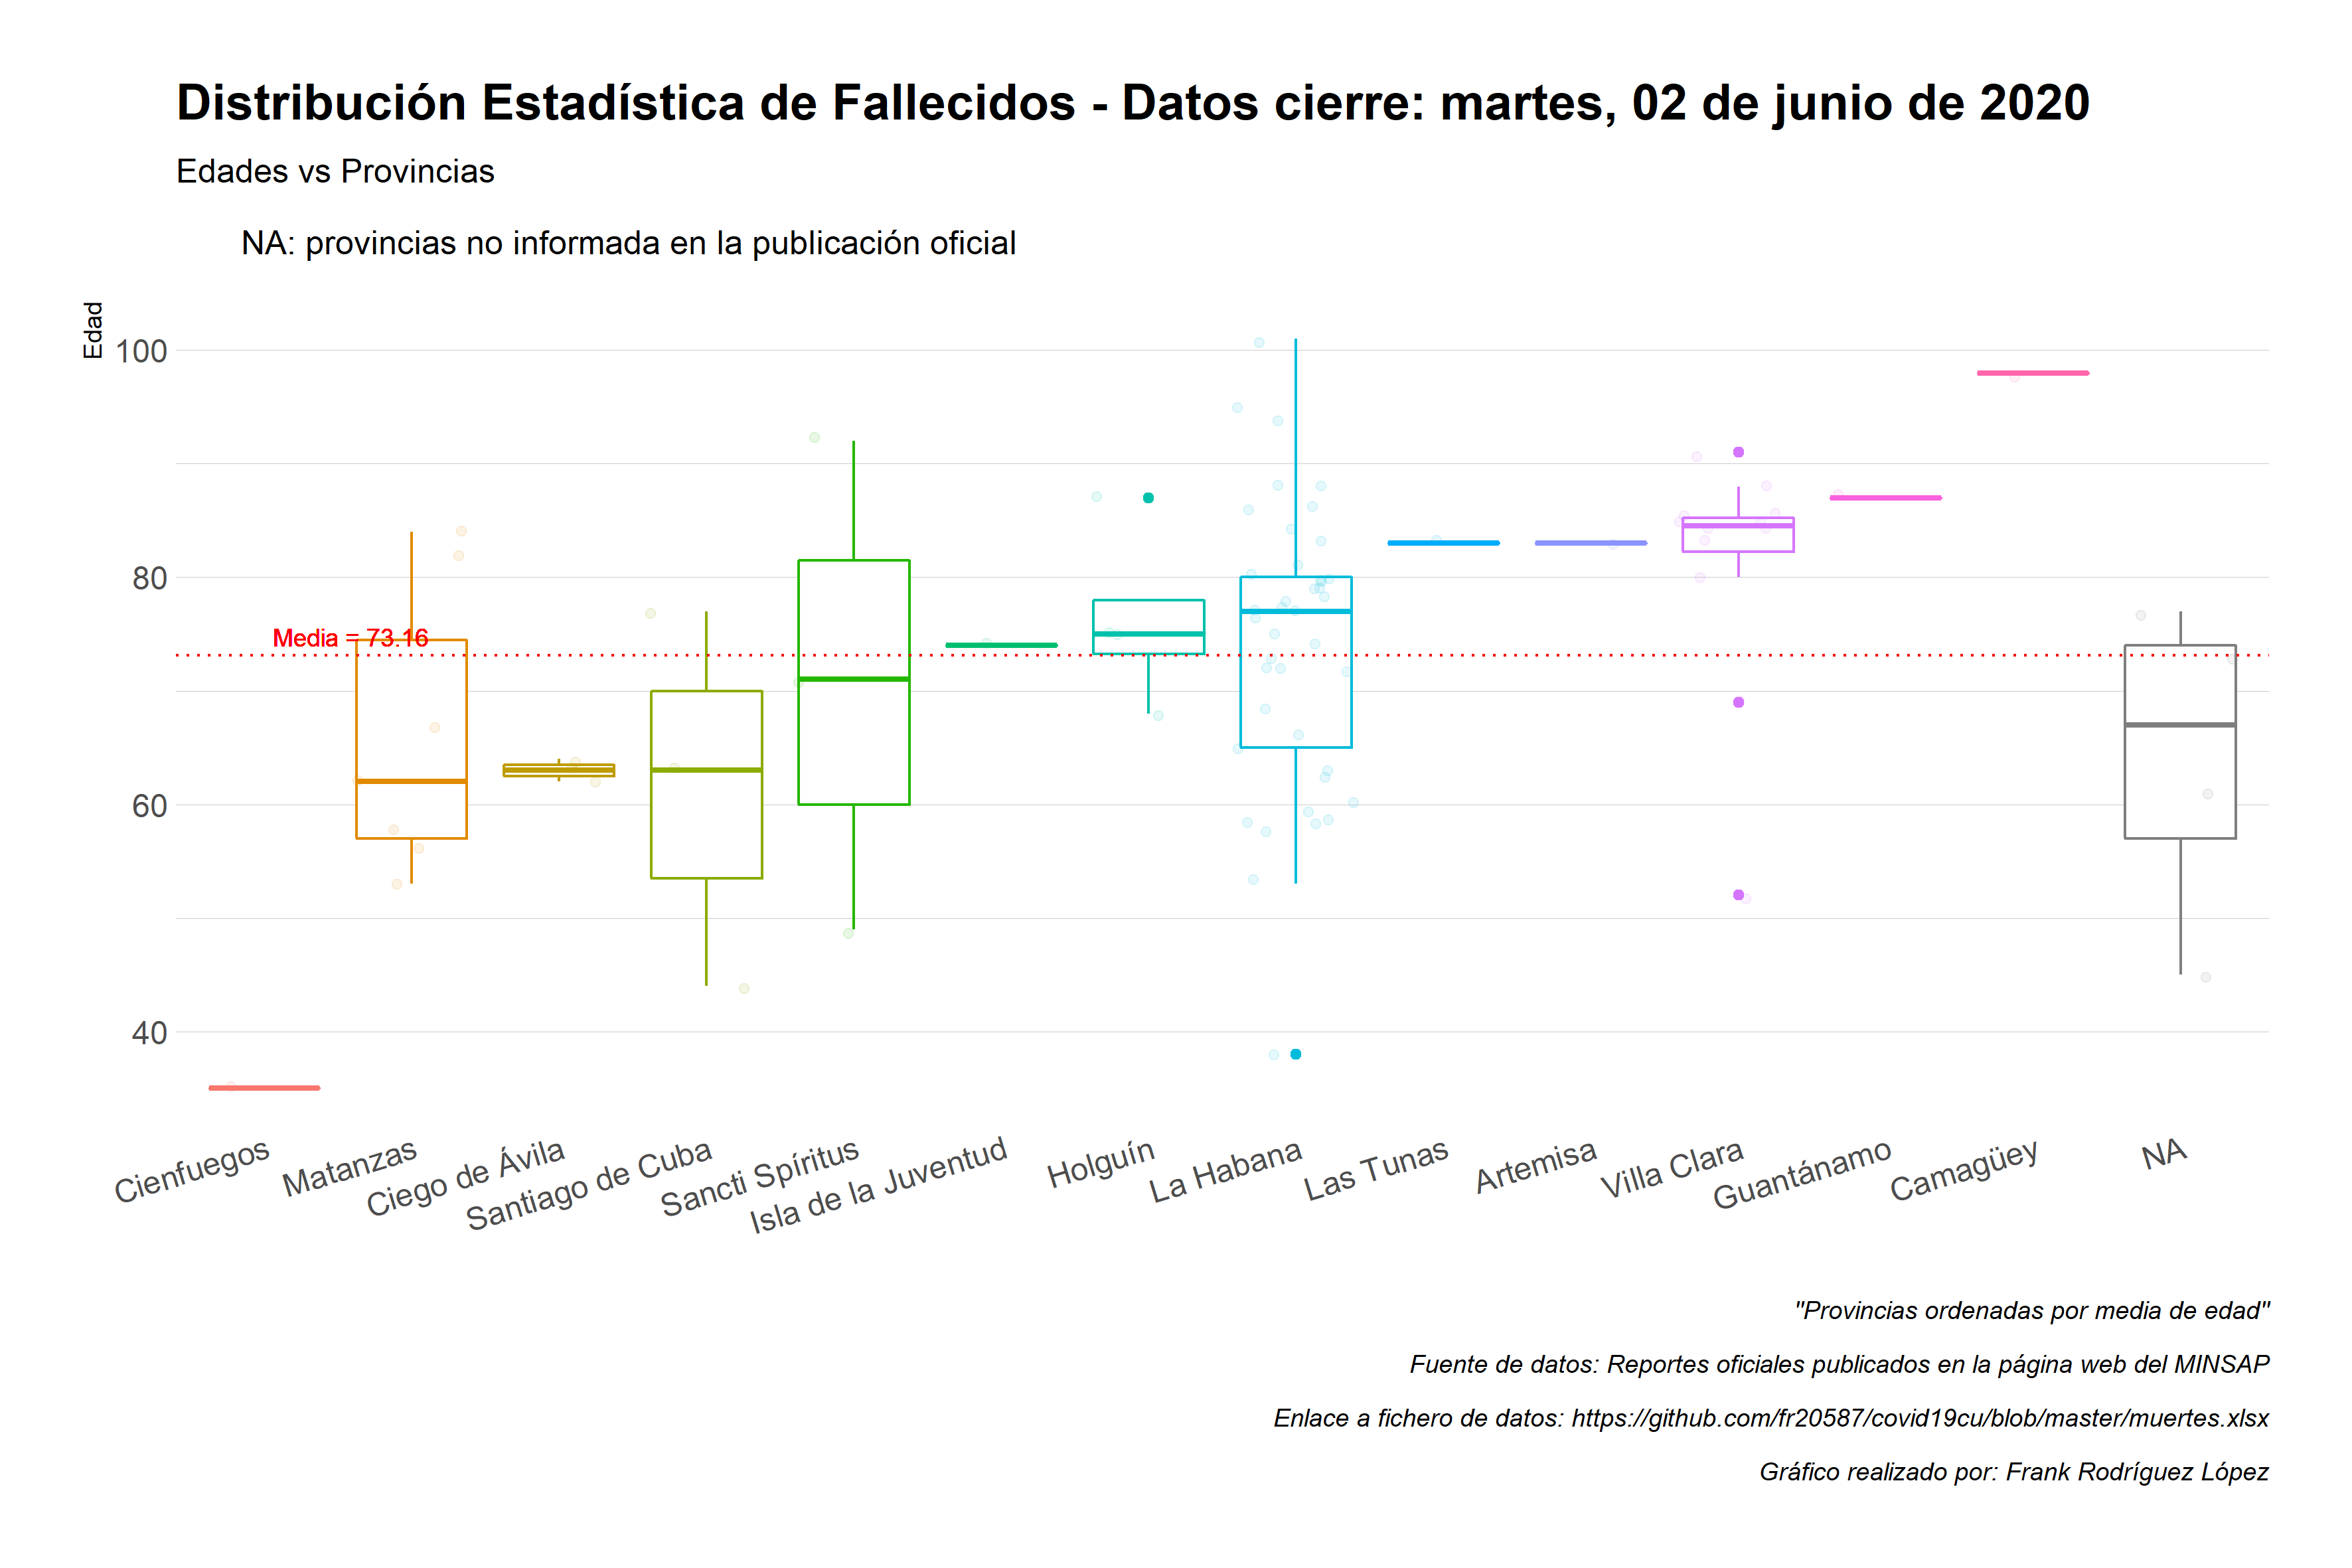 Distribución Estadística de Fallecidos - Datos cierre: martes, 02 de junio de 2020
Edades vs Provincias
NA: provincias no informada en la publicación oficial
Edad
100
80
60
40
Media = 73.16
Cienfuegos
Matanzas
Ciego de Ávila
Santiago de Cuba
Sancti Spíritus
Isla de la Juventud
Holguín
La Habana
Las Tunas
Artemisa
Villa Clara
Guantánamo
Camagüey
NA
"Provincias ordenadas por media de edad"
Fuente de datos: Reportes oficiales publicados en la página web del MINSAP
Enlace a fichero de datos: https://github.com/fr20587/covid19cu/blob/master/muertes.xlsx
Gráfico realizado por: Frank Rodríguez López